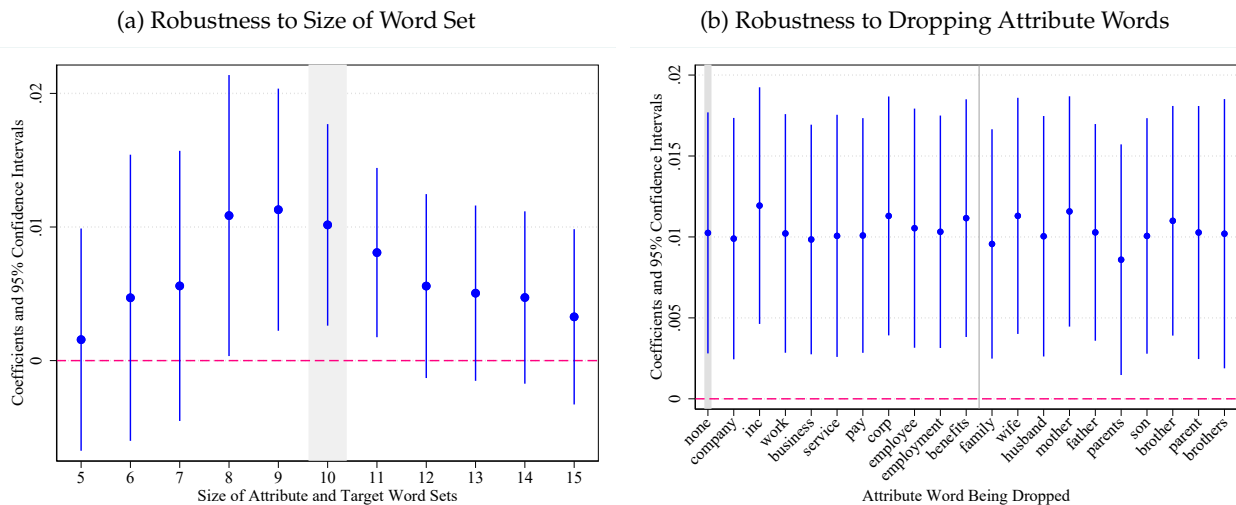 (a) Robustness to Size of Word Set
Coefficients and 95% Confidence Intervals
.02
.01
0
5 6 7 8 9 10 11 12 13 14 15
Size of Attribute and Target Word Sets
(b) Robustness to Dropping Attribute Words
Coefficients and 95% Confidence Intervals
.02
.015
.01
.005
0
none company inc work business service pay corp employee employment benefits family wife husband mother father parents son brother parent brothers
Attribute Word Being Dropped